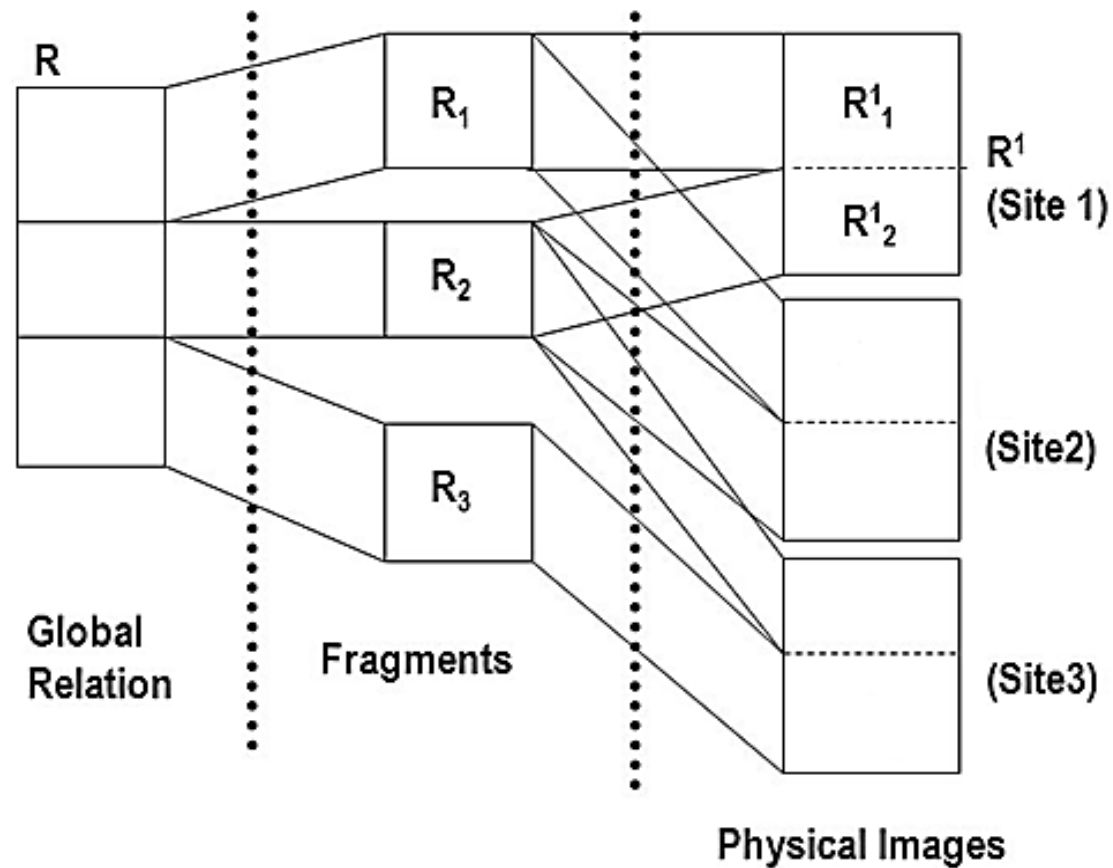 R
R₁
R¹₁
R¹
(Site 1)
R¹₂
R₂
(Site2)
R₃
Global
Relation
Fragments
(Site3)
Physical Images